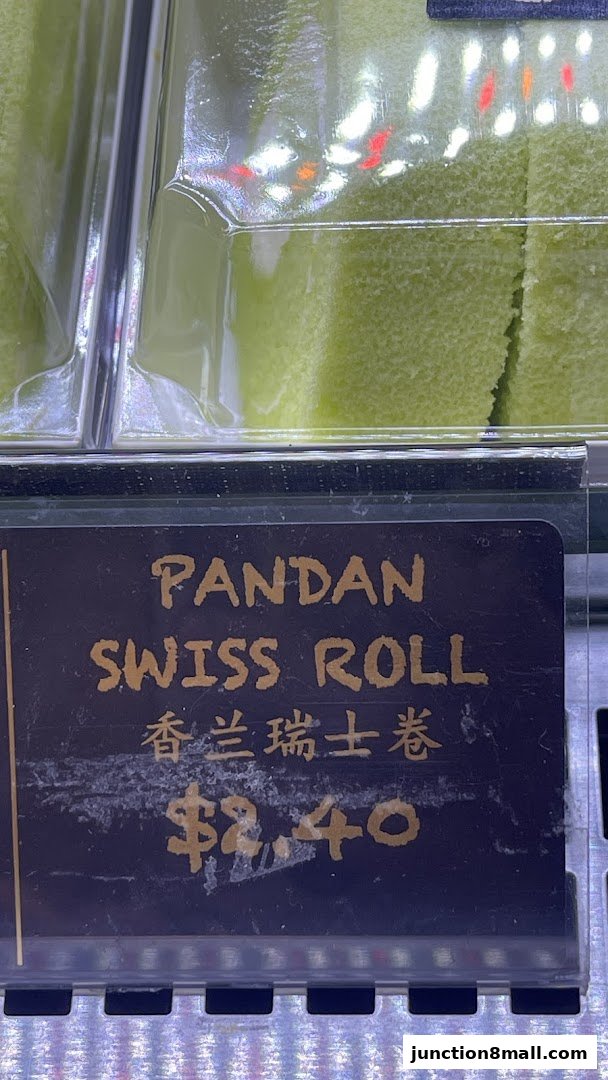 PANDAN
SWISS ROLL
香兰瑞士卷
$2.40
junction8mall.com